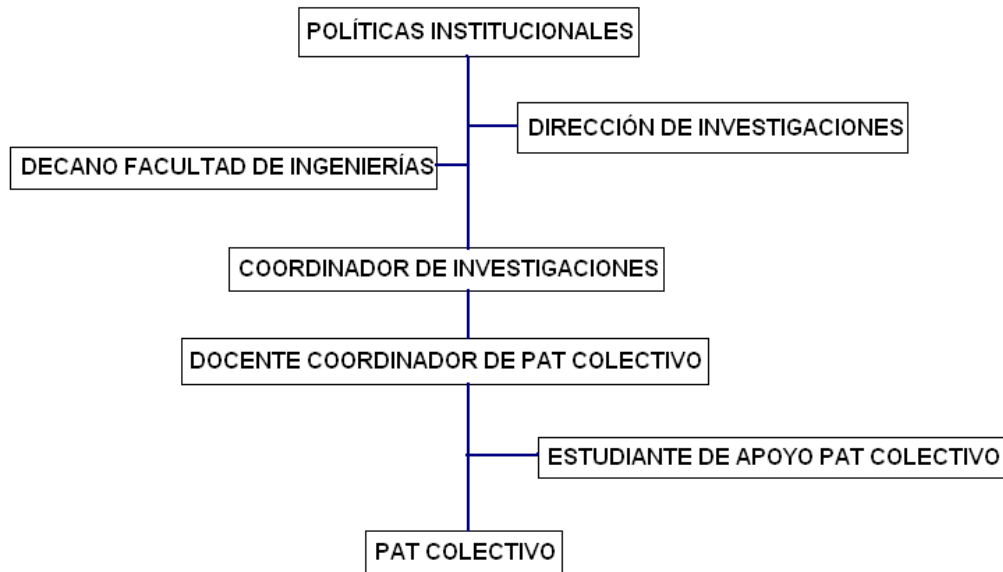 POLÍTICAS INSTITUCIONALES
DIRECCIÓN DE INVESTIGACIONES
DECANO FACULTAD DE INGENIERÍAS
COORDINADOR DE INVESTIGACIONES
DOCENTE COORDINADOR DE PAT COLECTIVO
ESTUDIANTE DE APOYO PAT COLECTIVO
PAT COLECTIVO